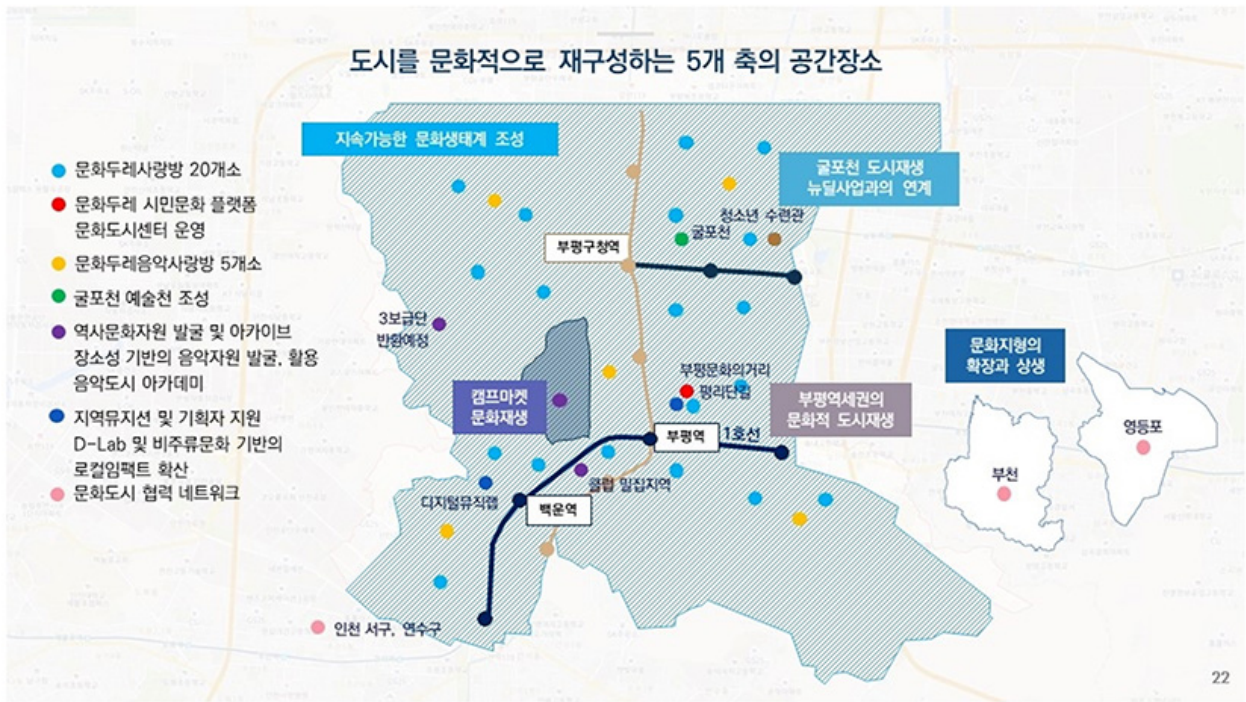 도시를 문화적으로 재구성하는 5개 축의 공간장소
지속가능한 문화생태계 조성
문화두레사랑방 20개소
문화두레 시민문화 플랫폼
문화도시센터 운영
문화두레음악사랑방 5개소
굴포천 예술천 조성
역사문화자원 발굴 및 아카이브
장소성 기반의 음악자원 발굴, 활용
음악도시 아카데미
지역뮤지션 및 기획자 지원
D-Lab 및 비주류문화 기반의
로컬임팩트 확산
문화도시 협력 네트워크
굴포천 도시재생
뉴딜사업과의 연계
청소년 수련관
굴포천
부평구청역
3보급단
반환예정
캠프마켓
문화재생
부평문화의거리
평리단길
부평역세권의
문화적 도시재생
부평역
1호선
클럽 밀집지역
디지털뮤직랩
백운역
인천 서구, 연수구
문화지형의
확장과 상생
영등포
부천
22